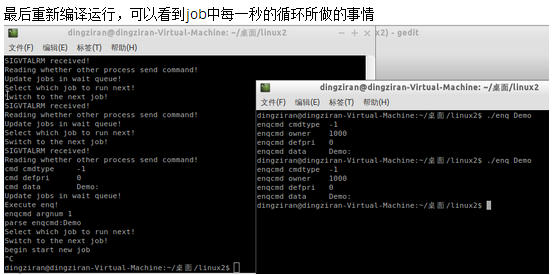 最后重新编译运行，可以看到job中每一秒的循环所做的事情
dingziran@dingziran-Virtual-Machine: ~/桌面/linux2
x2) - gedit
文件(F) 编辑(E) 标签(T) 帮助(H)
SIGVTALRM received!
Reading whether other process send command!
Update jobs in wait queue!
Select which job to run next!
Switch to the next job!
SIGVTALRM received!
Reading whether other process send command!
Update jobs in wait queue!
Select which job to run next!
Switch to the next job!
SIGVTALRM received!
Reading whether other process send command!
cmd cmdtype -1
cmd defpri 0
cmd data Demo:
Update jobs in wait queue!
Execute enq!
enqcmd argnum 1
parse enqcmd:Demo
Select which job to run next!
Switch to the next job!
begin start new job
^C
dingziran@dingziran-Virtual-Machine:~/桌面/linux2$
dingziran@dingziran-Virtual-Machine: ~/桌面/linux2
文件(F) 编辑(E) 标签(T) 帮助(H)
dingziran@dingziran-Virtual-Machine:~/桌面/linux2$ ./enq Demo
enqcmd cmdtype -1
enqcmd owner 1000
enqcmd defpri 0
enqcmd data Demo:
dingziran@dingziran-Virtual-Machine:~/桌面/linux2$ ./enq Demo
enqcmd cmdtype -1
enqcmd owner 1000
enqcmd defpri 0
enqcmd data Demo:
dingziran@dingziran-Virtual-Machine:~/桌面/linux2$